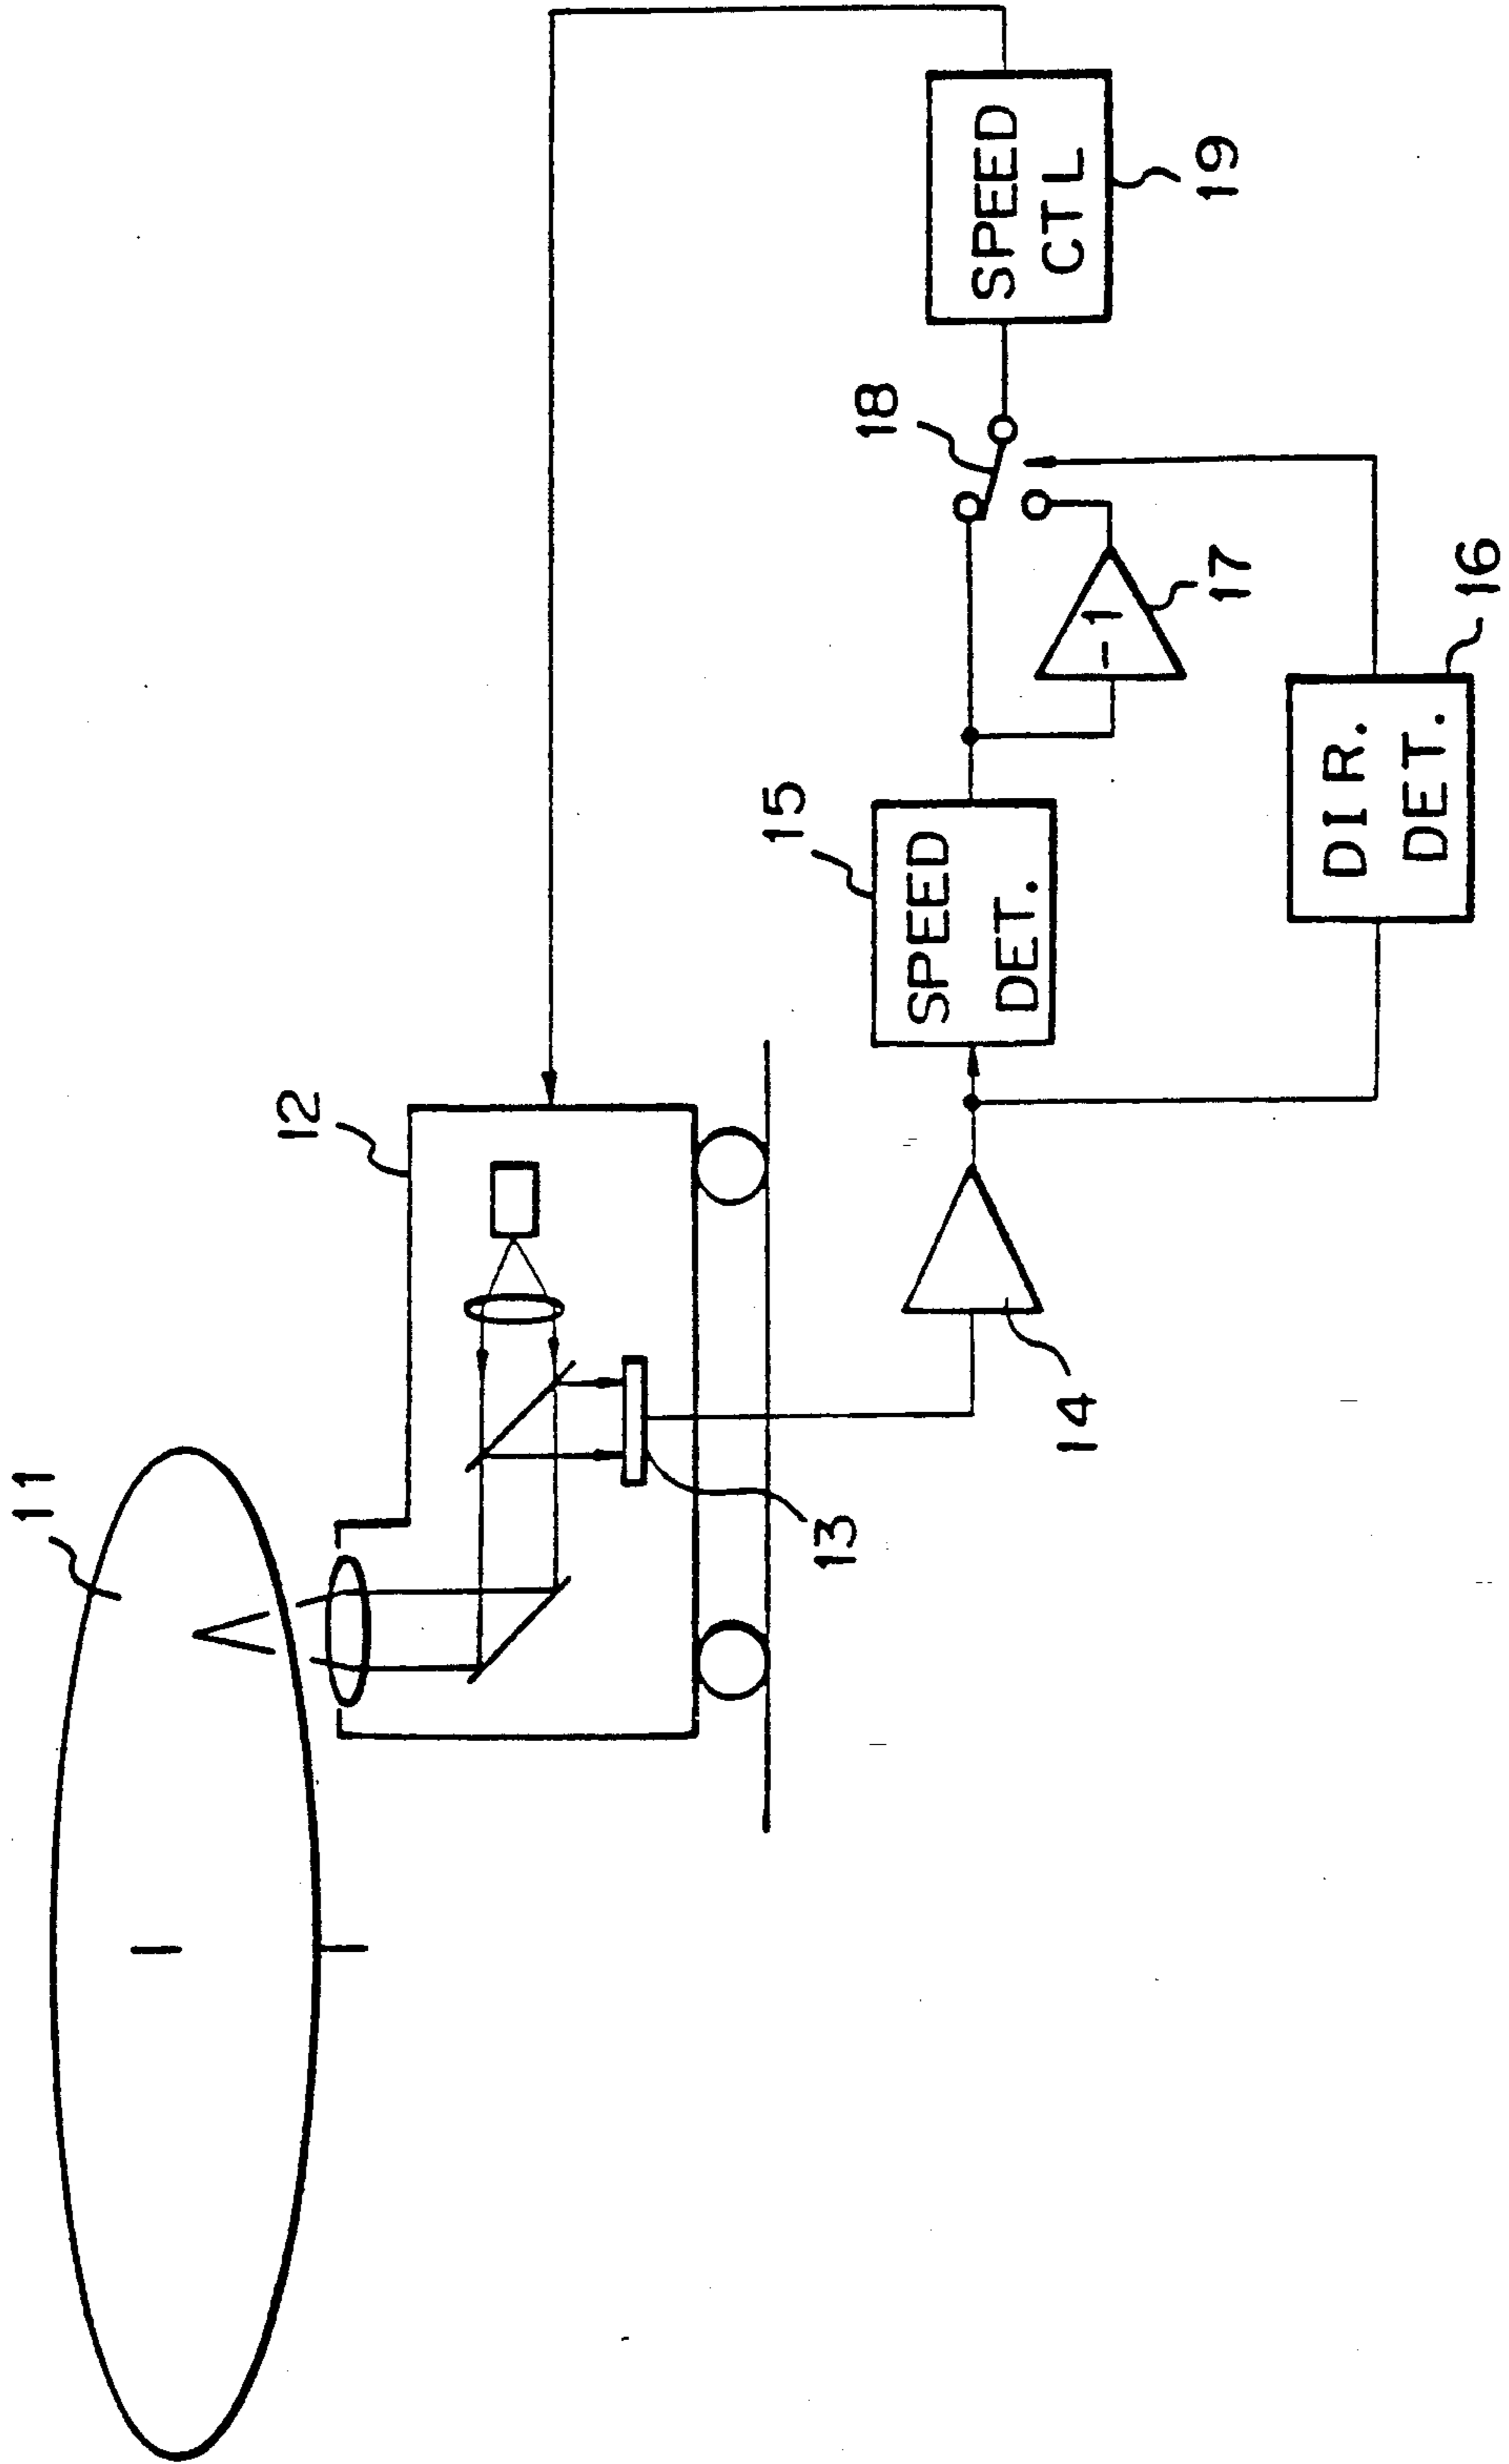 11
12
13
14
15
SPEED
DET.
16
DIR.
DET.
-1
17
18
SPEED
CTL
19